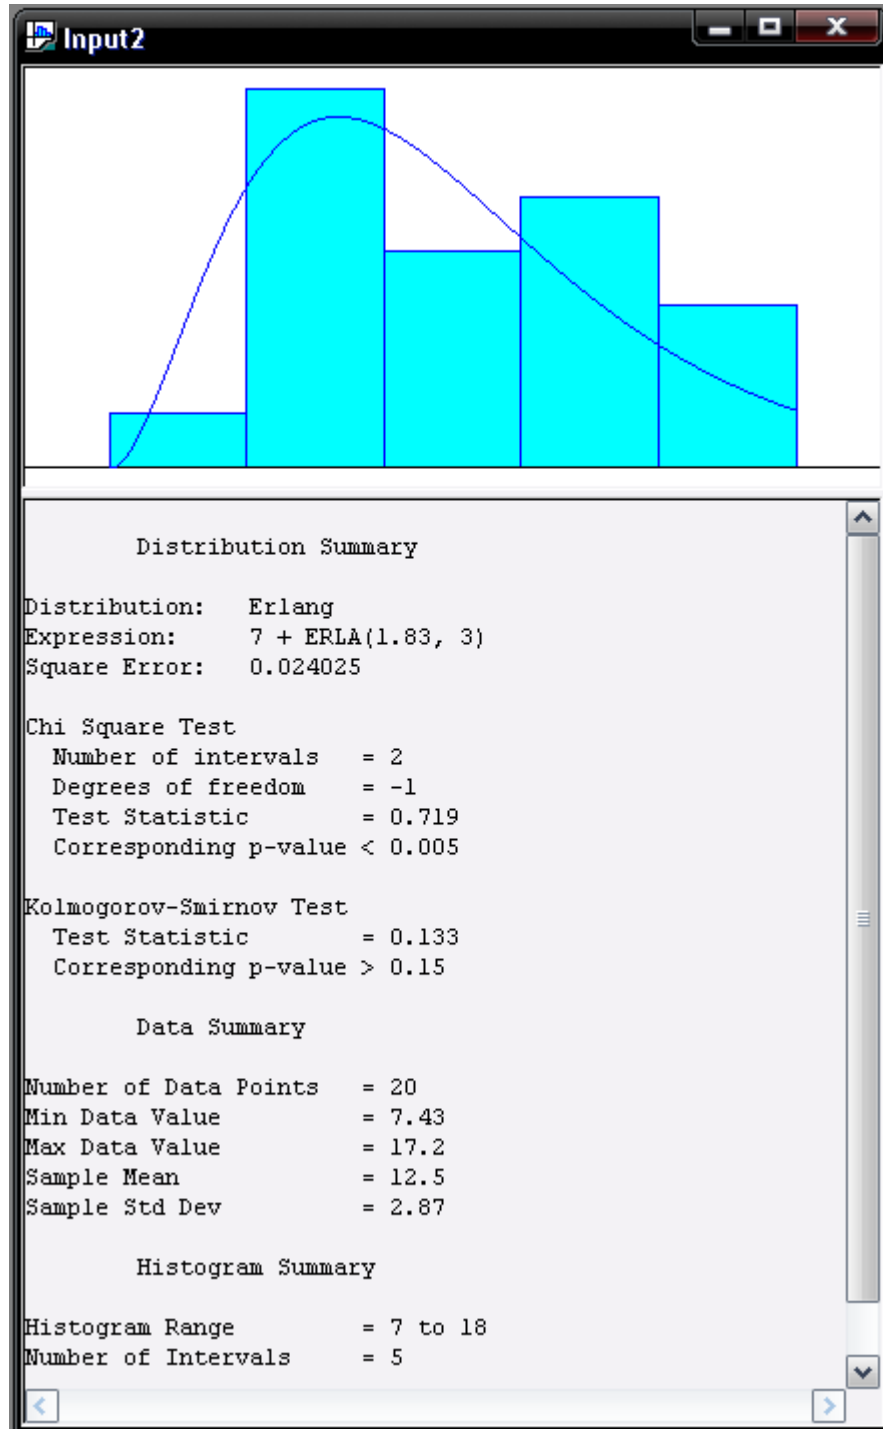 Input2
Distribution Summary
Distribution: Erlang
Expression: 7 + ERLA(1.83, 3)
Square Error: 0.024025
Chi Square Test
Number of intervals = 2
Degrees of freedom = -1
Test Statistic = 0.719
Corresponding p-value < 0.005
Kolmogorov-Smirnov Test
Test Statistic = 0.133
Corresponding p-value > 0.15
Data Summary
Number of Data Points = 20
Min Data Value = 7.43
Max Data Value = 17.2
Sample Mean = 12.5
Sample Std Dev = 2.87
Histogram Summary
Histogram Range = 7 to 18
Number of Intervals = 5